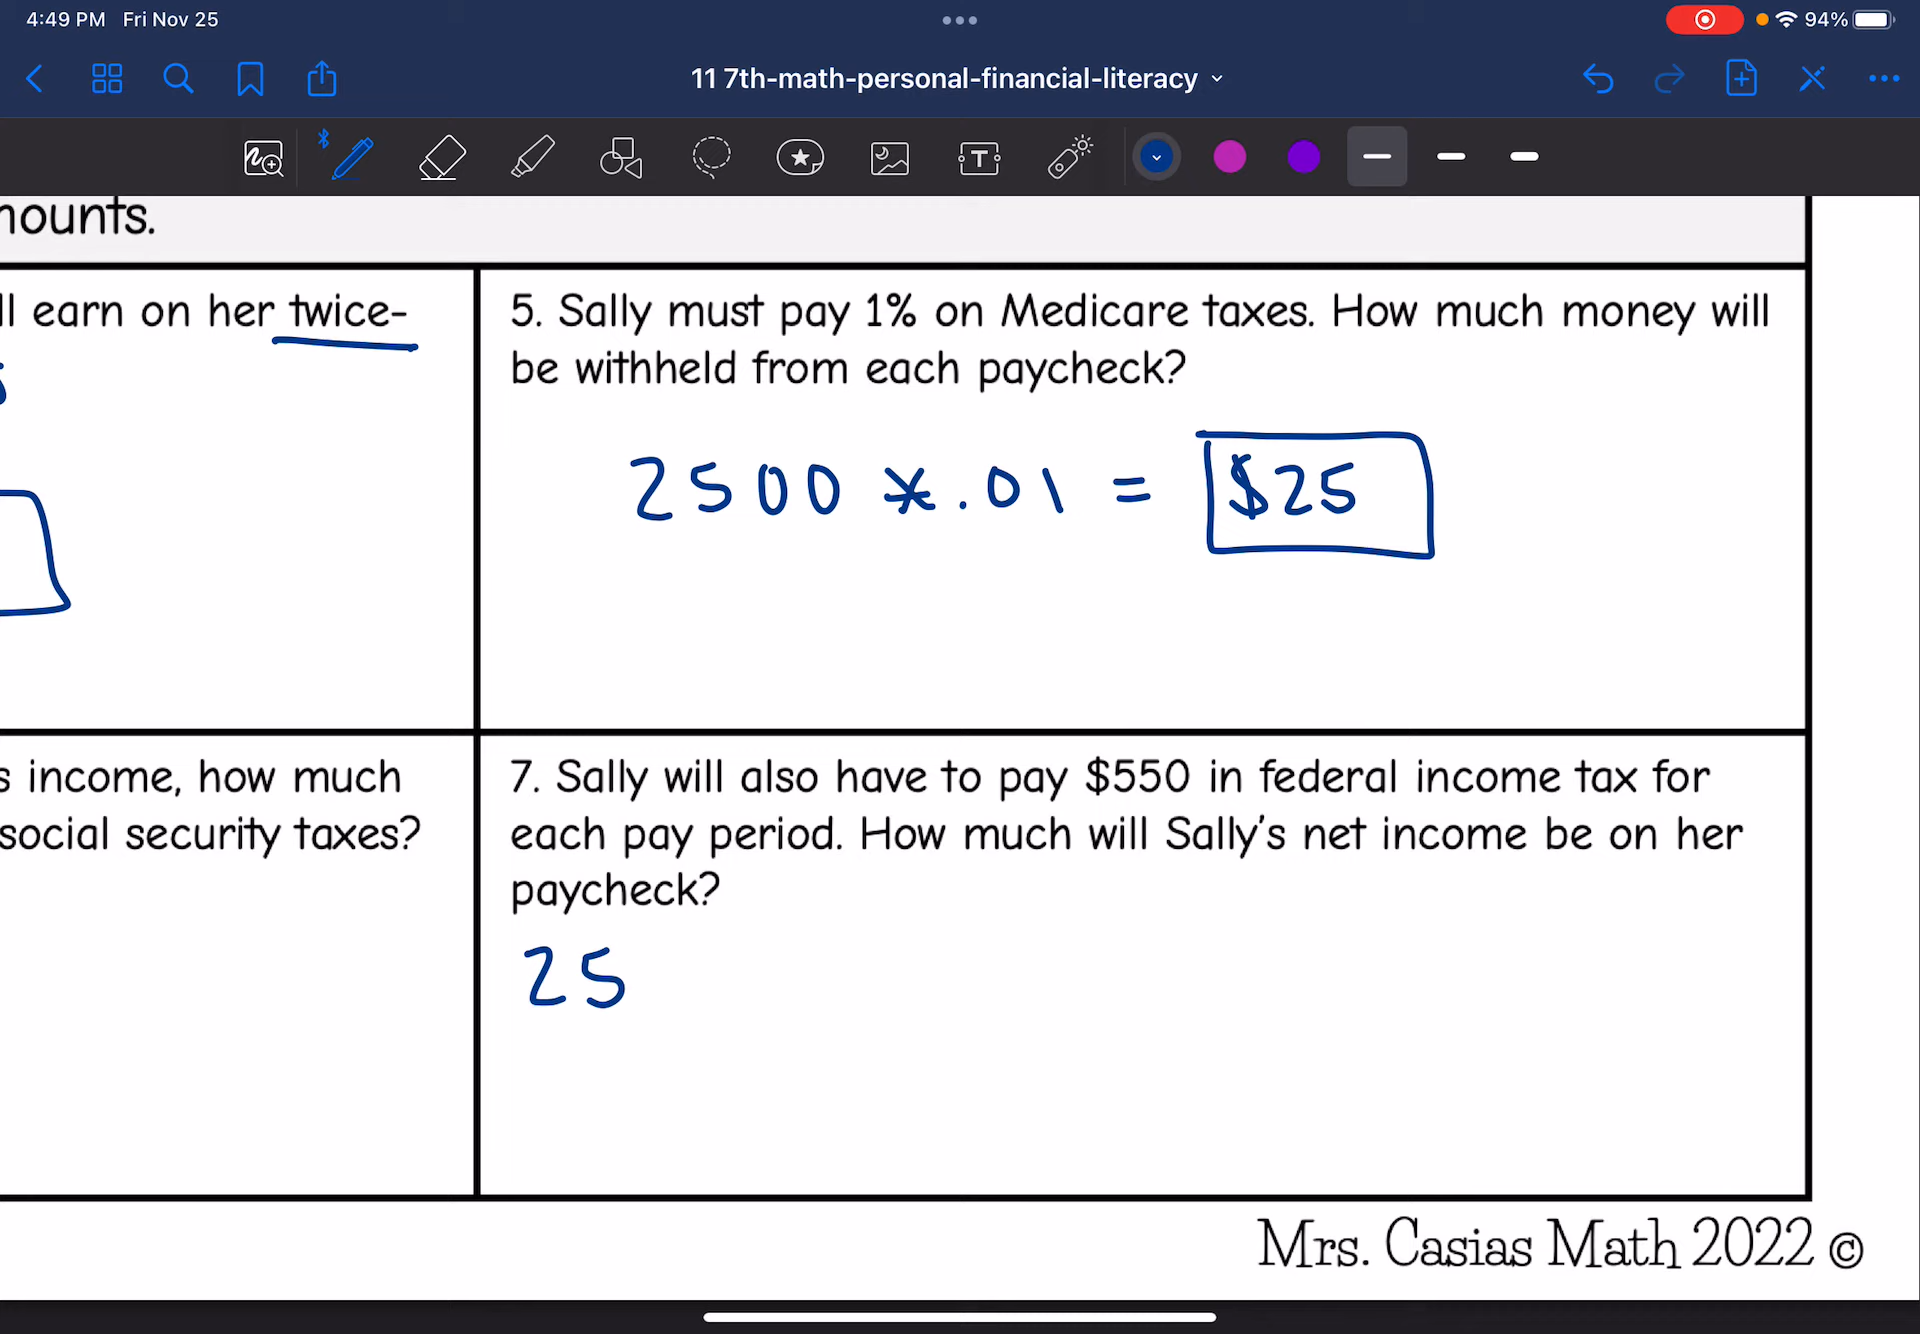 4:49 PM Fri Nov 25
94%
11 7th-math-personal-financial-literacy
T
mounts.
ll earn on her twice-
5. Sally must pay 1% on Medicare taxes. How much money will
be withheld from each paycheck?
2500 * .01 = $25
s income, how much
social security taxes?
7. Sally will also have to pay $550 in federal income tax for
each pay period. How much will Sally's net income be on her
paycheck?
25
Mrs. Casias Math 2022 ©